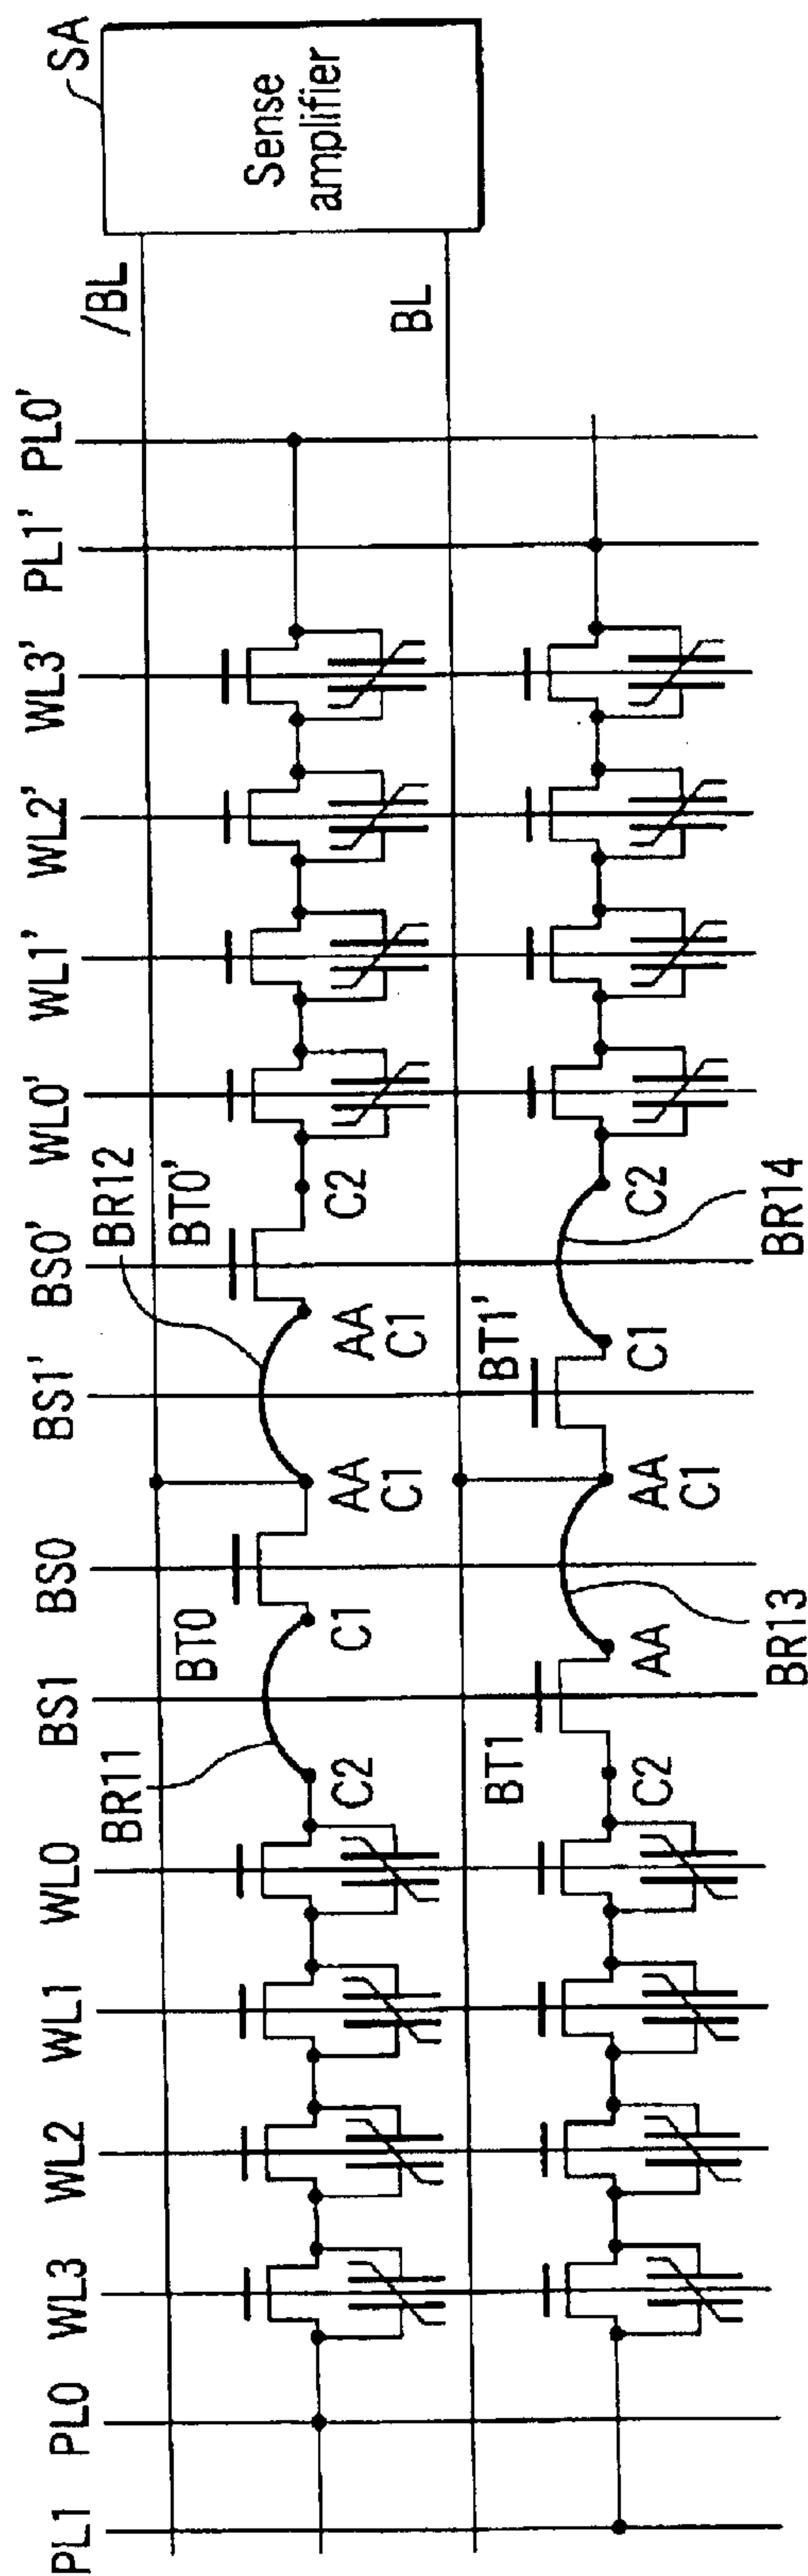 PL1 PL0 WL3 WL2 WL1 WL0 BS1 BS0 BS1' BS0' WL0' WL1' WL2' WL3' PL1' PL0'
/BL
SA
Sense
amplifier
BL
BR11
BT0
BR12
BT0'
C2
C1
AA
C1
AA
C1
C2
BT1
BT1'
C2
AA
AA
C1
C1
C2
BR13
BR14